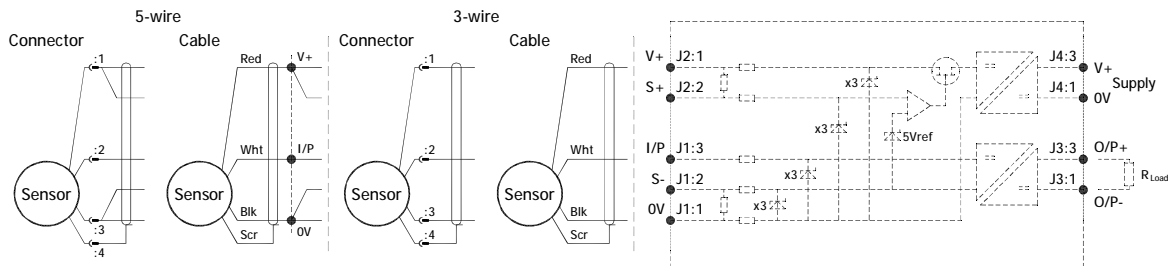 5-wire
3-wire
Connector
Cable
Connector
Cable
:1
:2
:3
:4
Sensor
Red
Wht
Blk
Scr
Sensor
V+
I/P
0V
:1
:2
:3
:4
Sensor
Red
Wht
Blk
Scr
Sensor
V+ J2:1
S+ J2:2
I/P J1:3
S- J1:2
0V J1:1
x3
x3
x3
x3
5Vref
J4:3 V+
Supply
J4:1 0V
J3:3 O/P+
RLoad
J3:1
O/P-